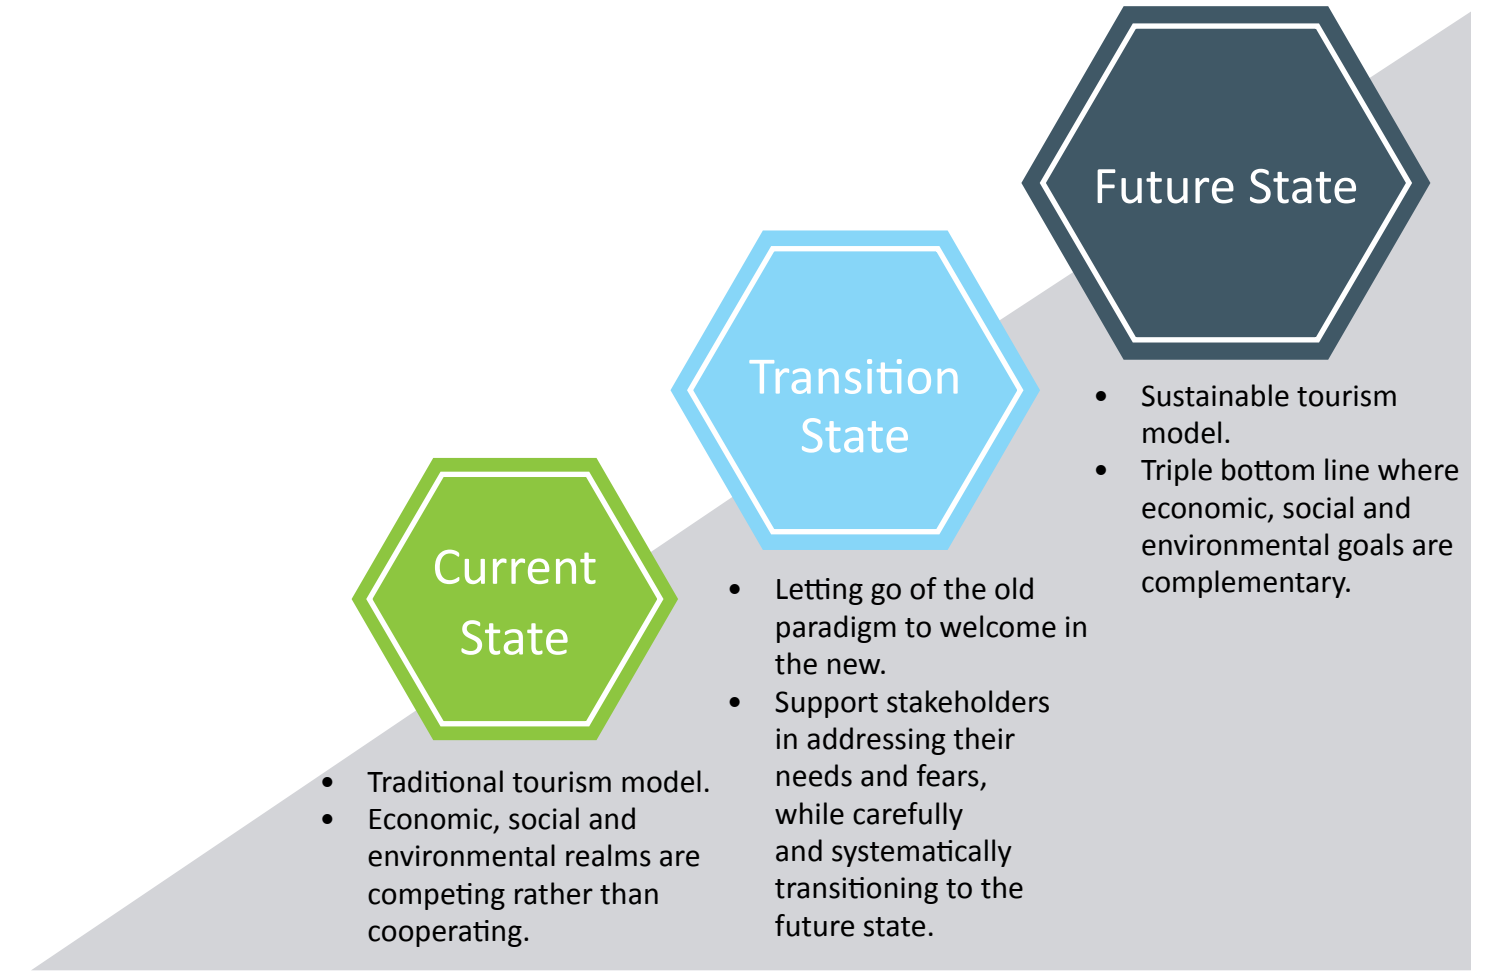 Current
State
• Traditional tourism model.
• Economic, social and
environmental realms are
competing rather than
cooperating.
Transition
State
• Letting go of the old
paradigm to welcome in
the new.
• Support stakeholders
in addressing their
needs and fears,
while carefully
and systematically
transitioning to the
future state.
Future State
• Sustainable tourism
model.
• Triple bottom line where
economic, social and
environmental goals are
complementary.